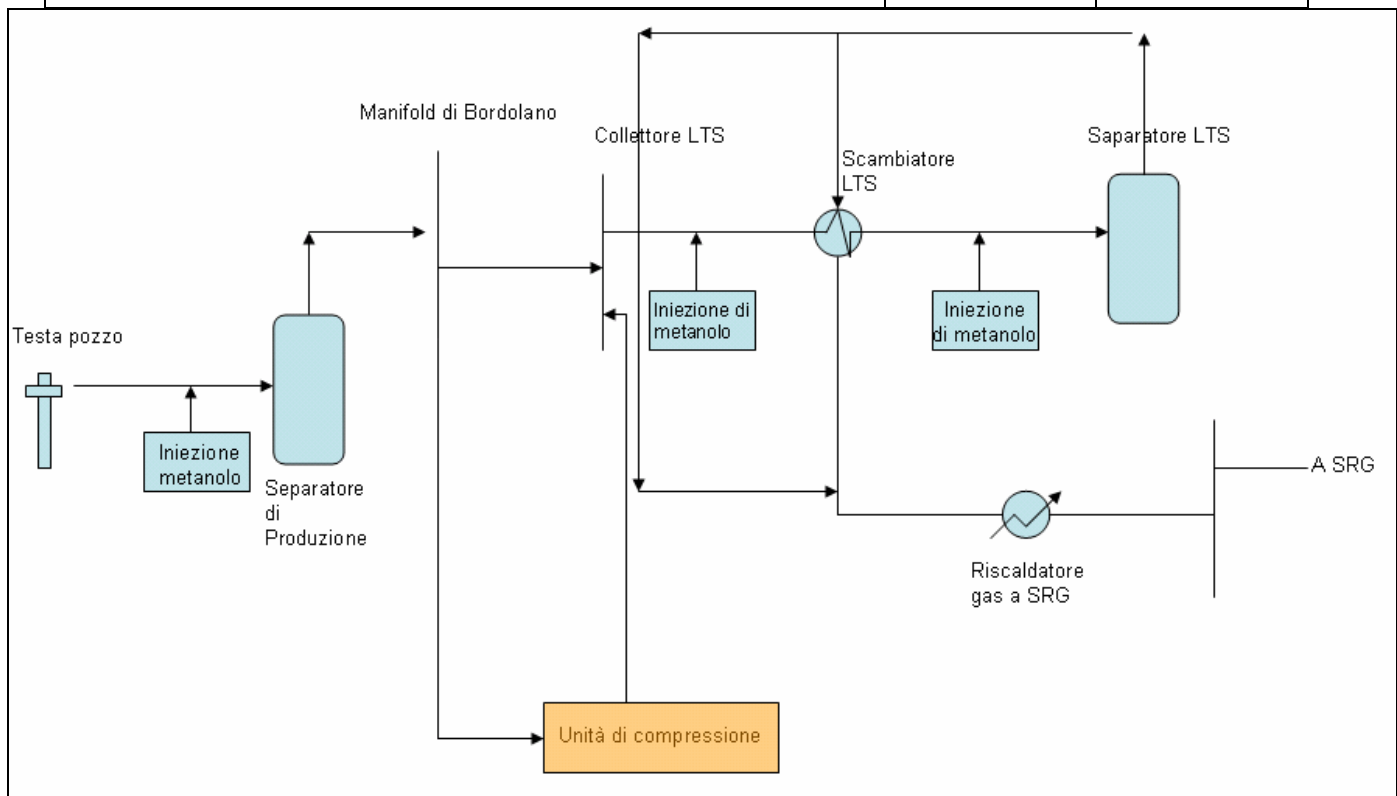 Manifold di Bordolano
Collettore LTS
Saparatore LTS
Scambiatore
LTS
Iniezione di
metanolo
Iniezione
di metanolo
Testa pozzo
Iniezione
metanolo
Separatore
di
Produzione
A SRG
Riscaldatore
gas a SRG
Unità di compressione